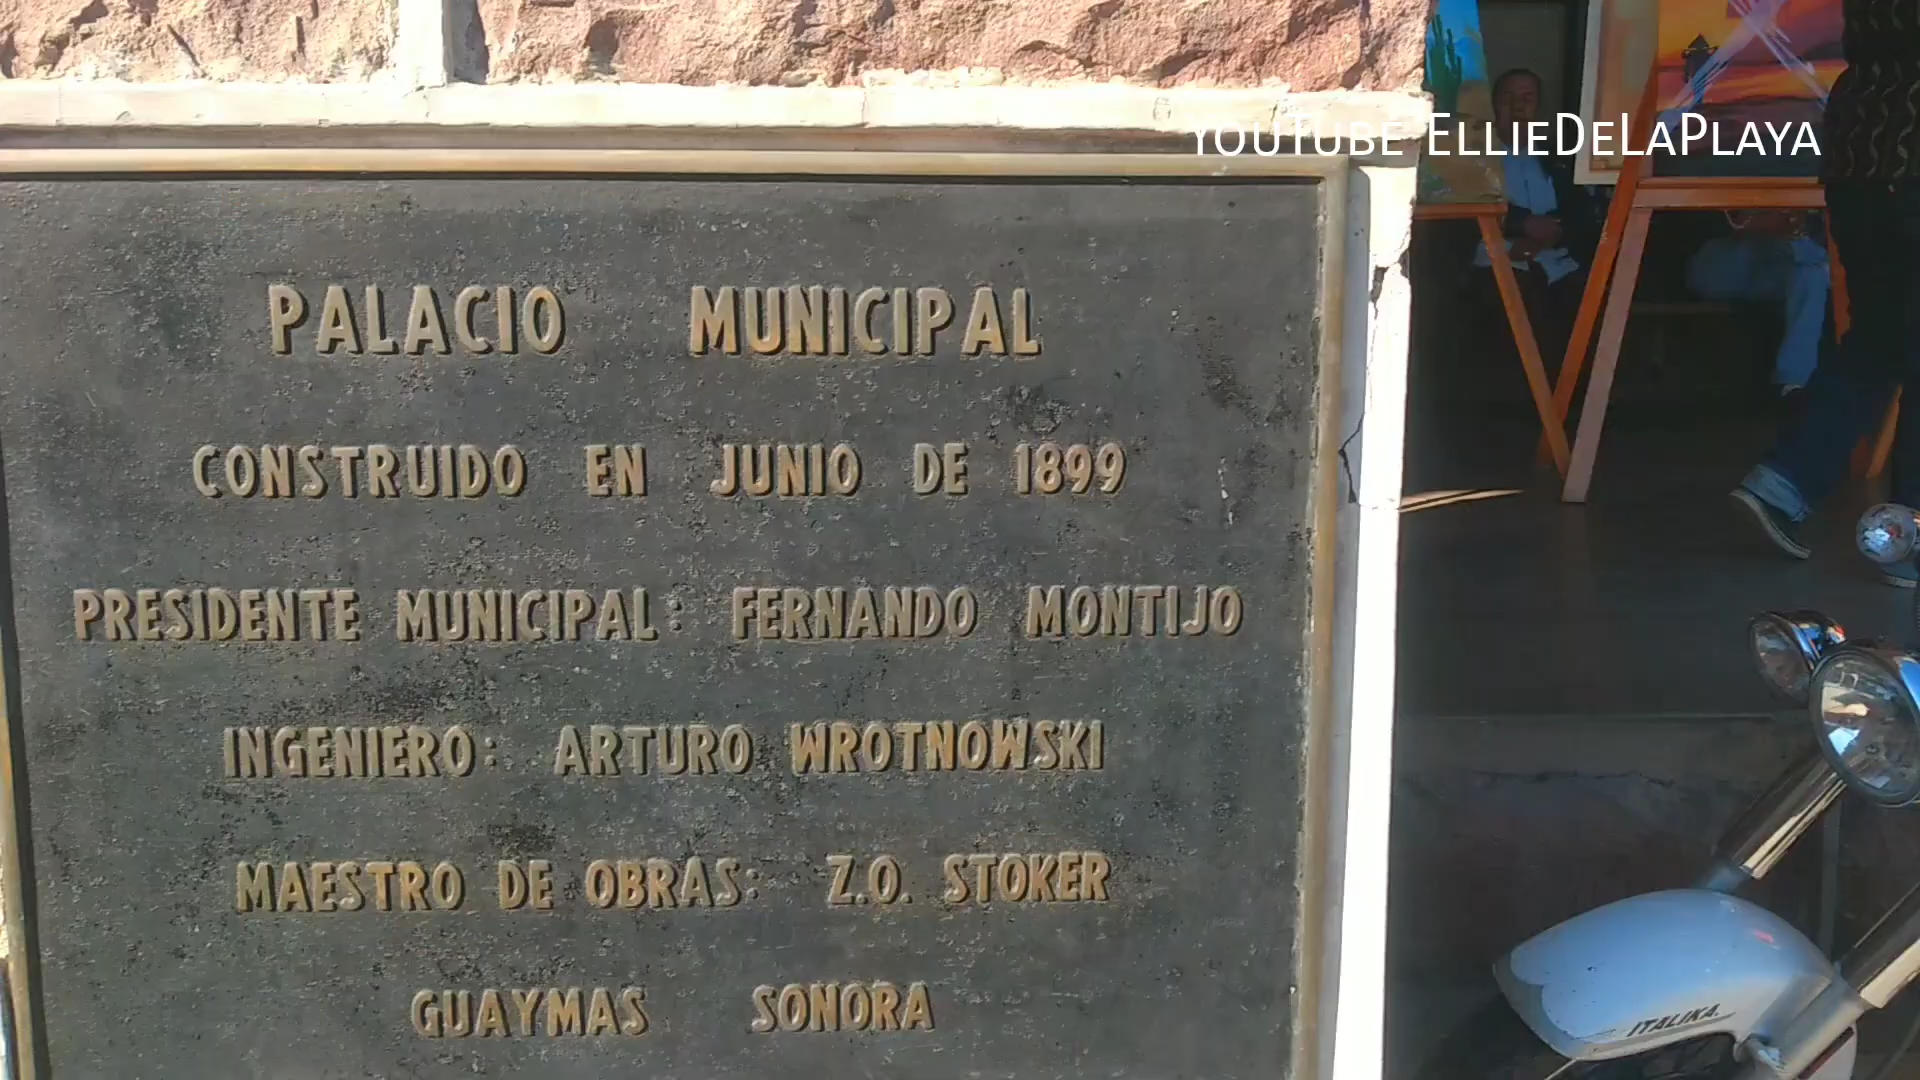 YOUTUBE ELLIEDELAPLAYA
PALACIO MUNICIPAL
CONSTRUIDO EN JUNIO DE 1899
PRESIDENTE MUNICIPAL: FERNANDO MONTIJO
INGENIERO: ARTURO WROTNOWSKI
MAESTRO DE OBRAS: Z.O. STOKER
GUAYMAS SONORA
ITALIKA